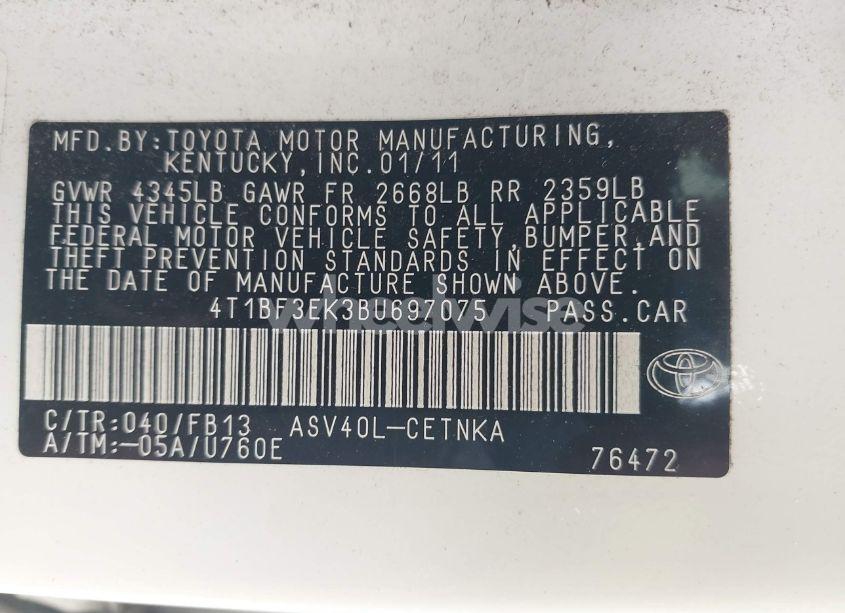 MFD.BY:TOYOTA MOTOR MANUFACTURING,
KENTUCKY,INC.01/11
GVWR 4345LB GAWR FR 2668LB RR 2359LB
THIS VEHICLE CONFORMS TO ALL APPLICABLE
FEDERAL MOTOR VEHICLE SAFETY,BUMPER,AND
THEFT PREVENTION STANDARDS IN EFFECT ON
THE DATE OF MANUFACTURE SHOWN ABOVE.
4T1BF3EK3BU697075 PASS.CAR
wheelwise
C/TR:040/FB13 ASV40L-CETNKA
A/TM:-05A/U760E 76472